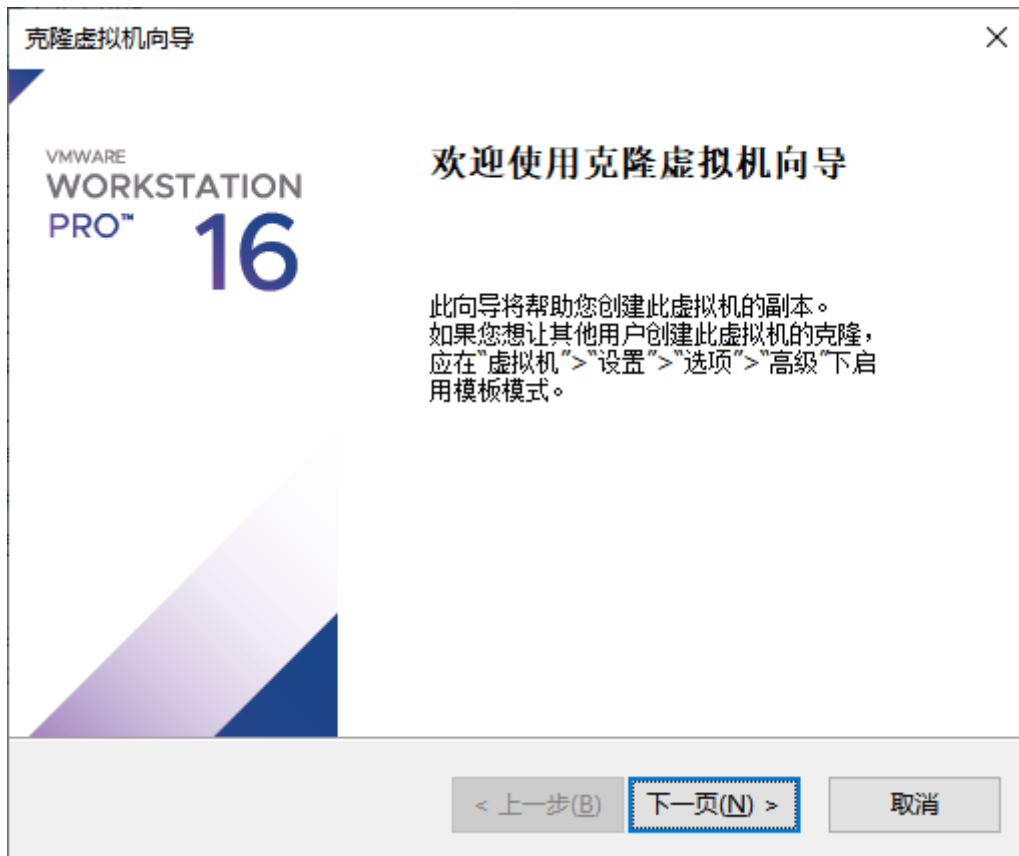 克隆虚拟机向导
VMWARE
WORKSTATION
PRO™ 16
欢迎使用克隆虚拟机向导
此向导将帮助您创建此虚拟机的副本。
如果您想让其他用户创建此虚拟机的克隆，
应在"虚拟机">"设置">"选项">"高级"下启
用模板模式。
< 上一步(B) 下一页(N) > 取消